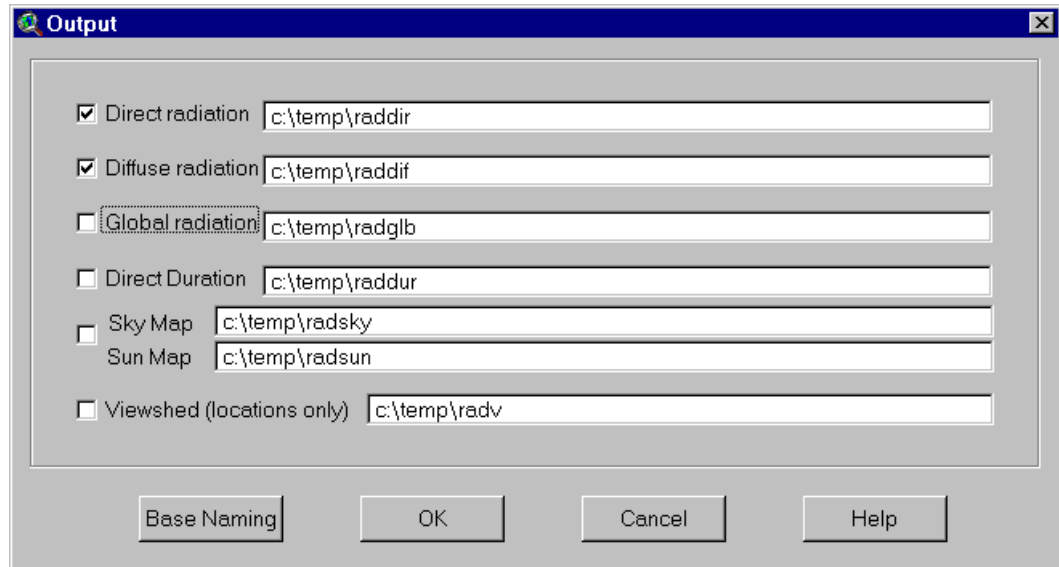 Output
Direct radiation c:\temp\raddir
Diffuse radiation c:\temp\raddif
Global radiation c:\temp\radglb
Direct Duration c:\temp\raddur
Sky Map c:\temp\radsky
Sun Map c:\temp\radsun
Viewshed (locations only) c:\temp\radv
Base Naming OK Cancel Help